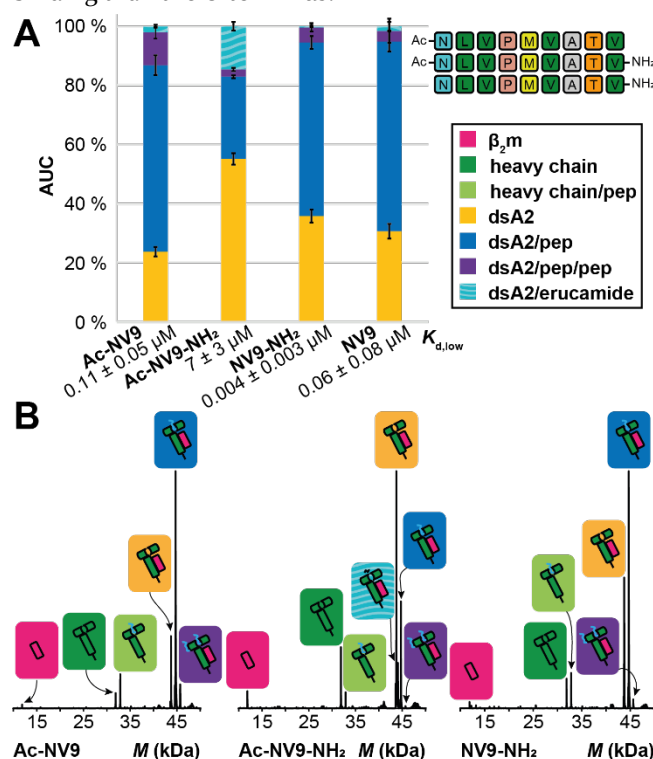 A
100 %
80 %
60 %
40 %
20 %
0 %
AUC
Ac- N L V P M V A T V
Ac- N L V P M V A T V -NH₂
N L V P M V A T V -NH₂
β₂m
heavy chain
heavy chain/pep
dsA2
dsA2/pep
dsA2/pep/pep
dsA2/erucamide
Ac-NV9
0.11 ± 0.05 µM
Ac-NV9-NH₂
7 ± 3 µM
NV9-NH₂
0.004 ± 0.003 µM
NV9
0.06 ± 0.08 µM
K d,low
B
15 25 35 45
Ac-NV9 M (kDa)
15 25 35 45
Ac-NV9-NH₂ M (kDa)
15 25 35 45
NV9-NH₂ M (kDa)